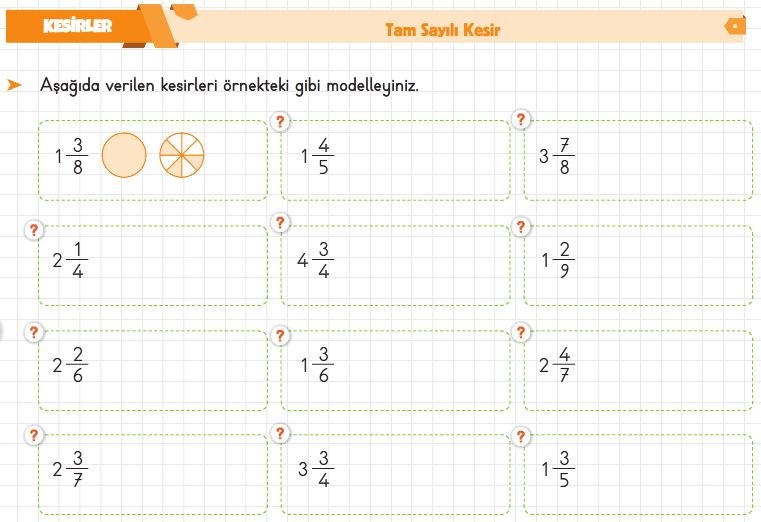 KESİRLER
Tam Sayılı Kesir
Aşağıda verilen kesirleri örnekteki gibi modelleyiniz.
1 3/8
? 1 4/5
? 3 7/8
? 2 1/4
? 4 3/4
? 1 2/9
? 2 2/6
? 1 3/6
? 2 4/7
? 2 3/7
? 3 3/4
? 1 3/5